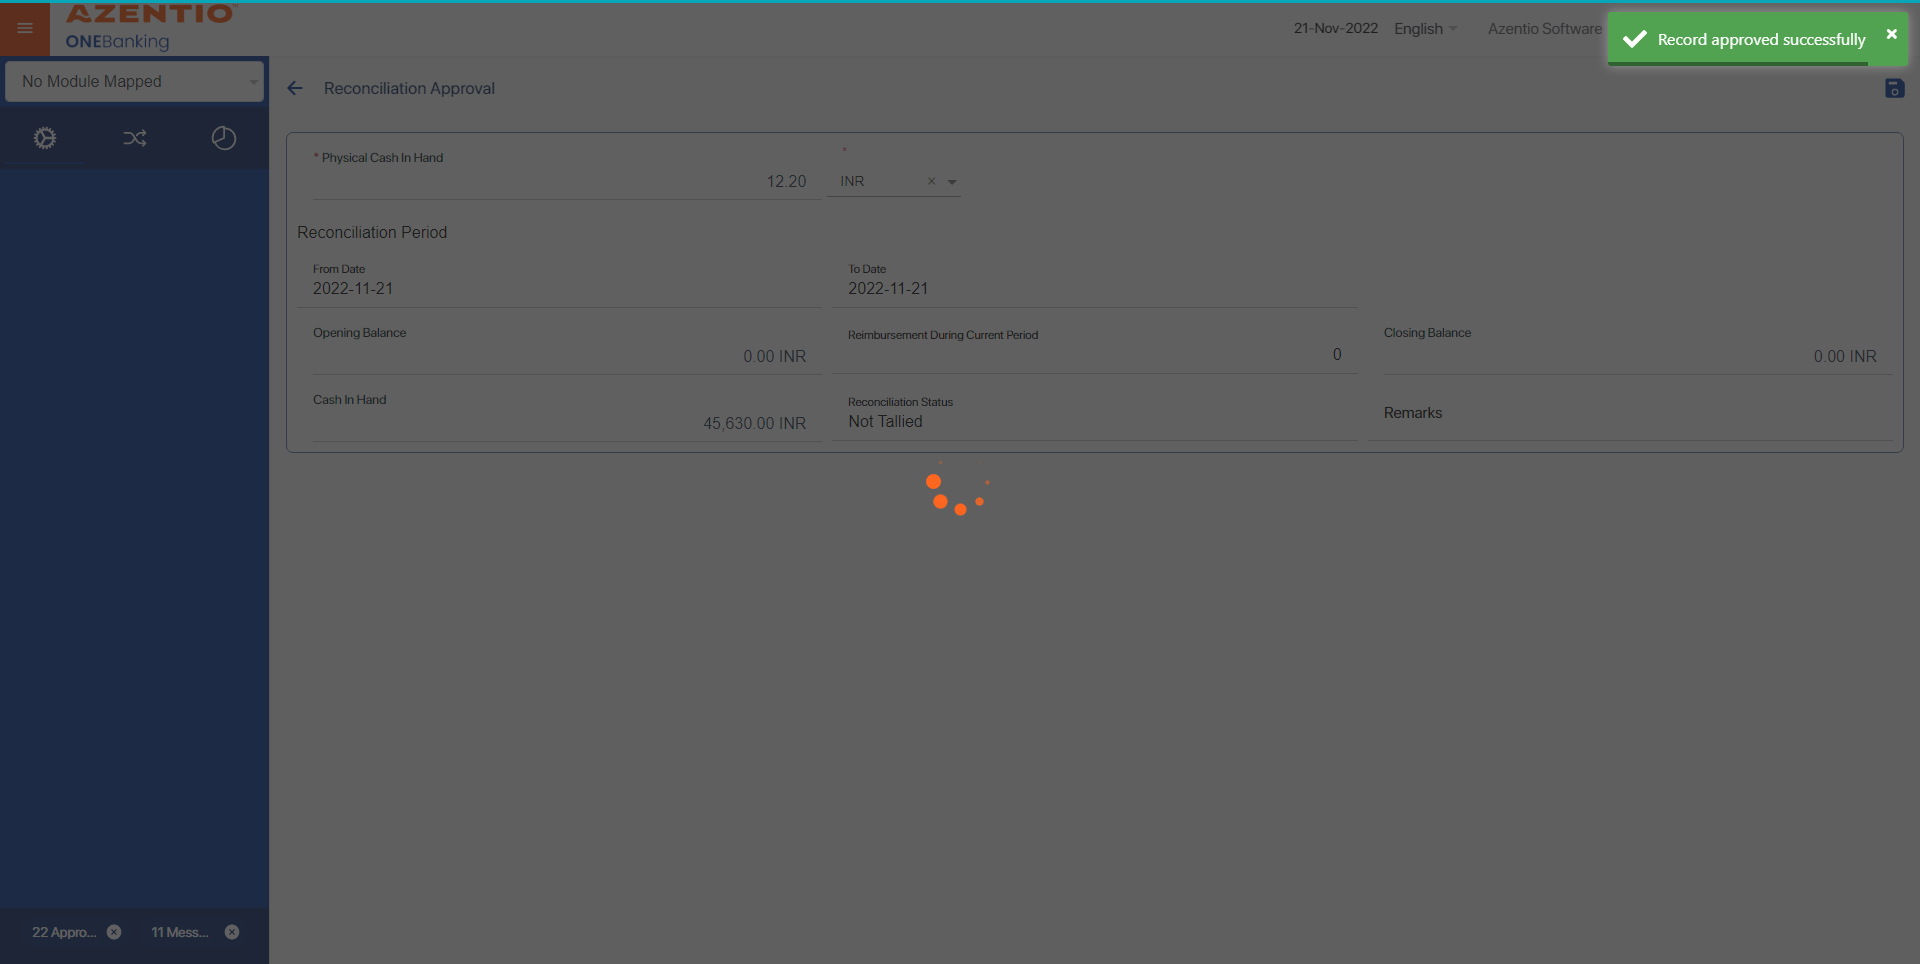 AZENTIO
ONEBanking
21-Nov-2022
English
Azentio Software
Record approved successfully
No Module Mapped
Reconciliation Approval
* Physical Cash In Hand
*
12.20
INR
Reconciliation Period
From Date
To Date
2022-11-21
2022-11-21
Opening Balance
Reimbursement During Current Period
Closing Balance
0.00 INR
0
0.00 INR
Cash In Hand
Reconciliation Status
45,630.00 INR
Not Tallied
Remarks
22 Appro...
11 Mess...